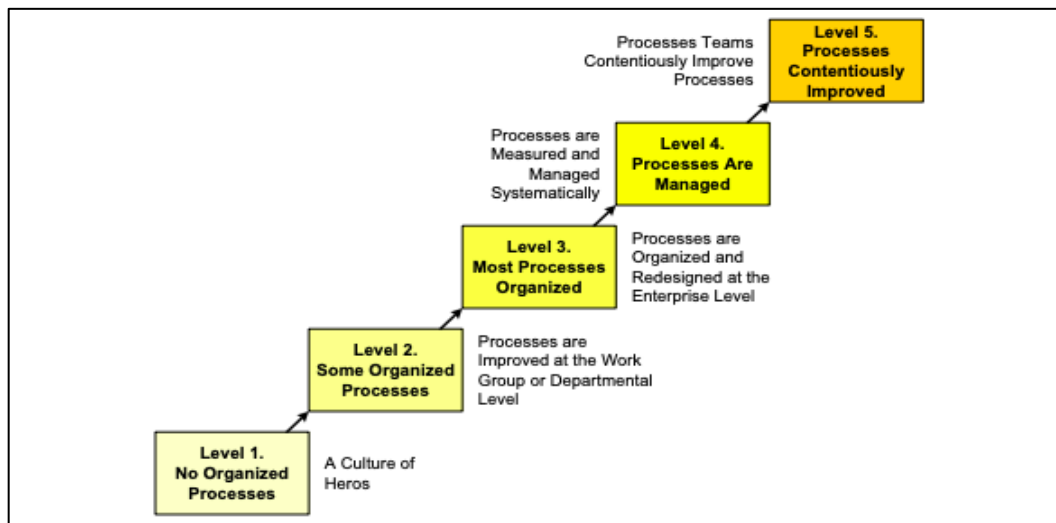 Processes Teams
Contentiously Improve
Processes
Level 5.
Processes
Contentiously
Improved
Processes are
Measured and
Managed
Systematically
Level 4.
Processes Are
Managed
Level 3.
Most Processes
Organized
Processes are
Organized and
Redesigned at the
Enterprise Level
Level 2.
Some Organized
Processes
Processes are
Improved at the Work
Group or Departmental
Level
Level 1.
No Organized
Processes
A Culture of
Heros